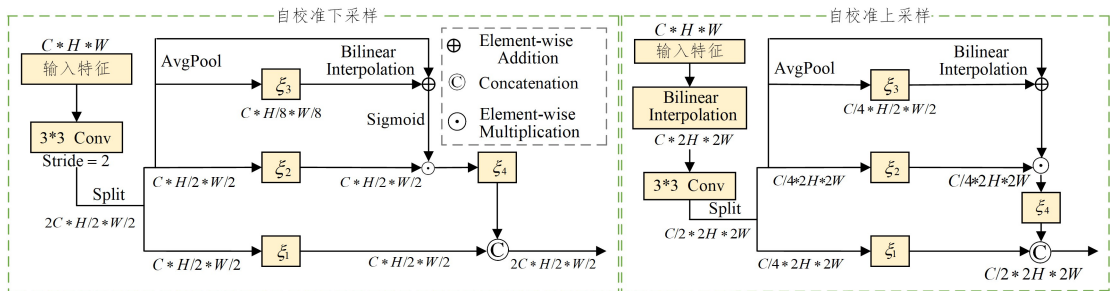 自校准下采样
C*H*W
输入特征
3*3 Conv
Stride = 2
Split
2C*H/2*W/2
AvgPool
ξ3
C*H/8*W/8
Bilinear
Interpolation
Sigmoid
C*H/2*W/2
ξ2
C*H/2*W/2
ξ4
C*H/2*W/2
ξ1
C*H/2*W/2
C
2C*H/2*W/2
Element-wise
Addition
C
Concatenation
Element-wise
Multiplication
自校准上采样
C*H*W
输入特征
Bilinear
Interpolation
C*2H*2W
3*3 Conv
Split
C/2*2H*2W
AvgPool
ξ3
C/4*H/2*W/2
Bilinear
Interpolation
C/4*2H*2W
ξ2
C/4*2H*2W
ξ4
C/4*2H*2W
ξ1
C
C/2*2H*2W